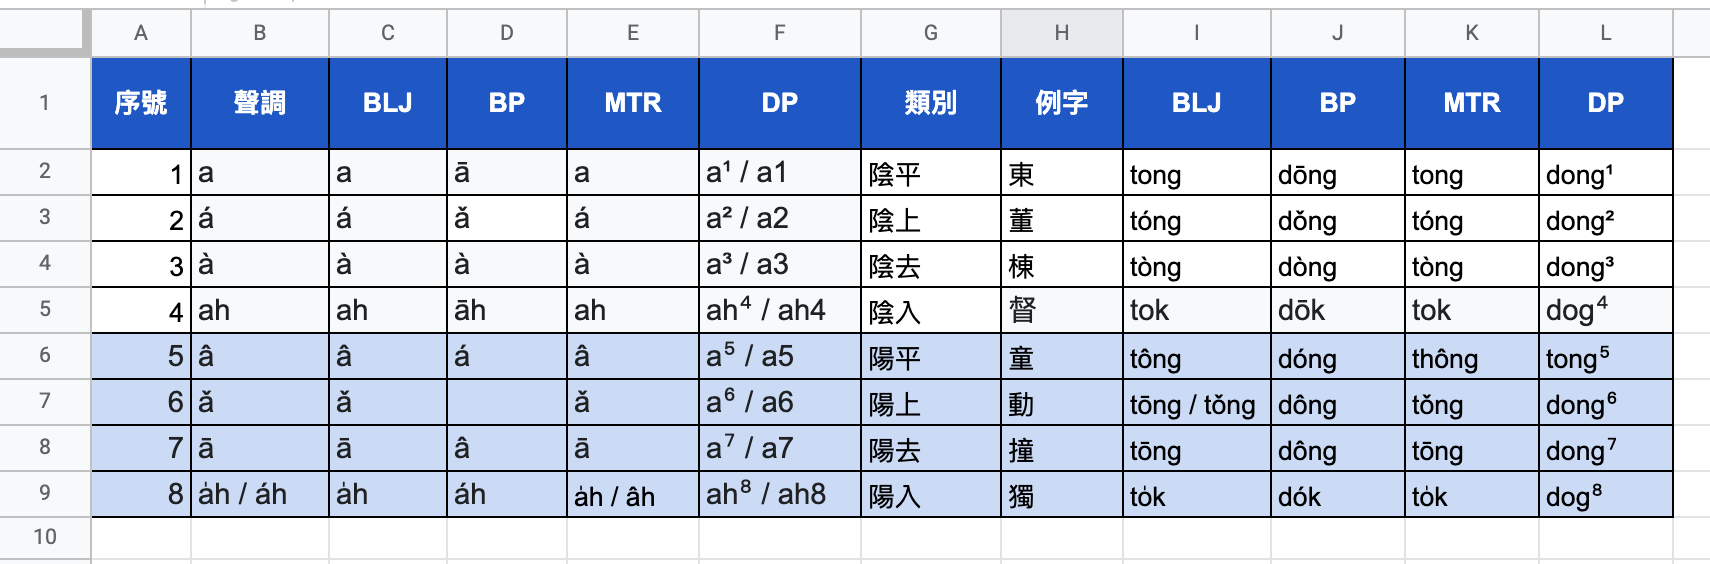 A B C D E F G H I J K L
1 序號 聲調 BLJ BP MTR DP 類別 例字 BLJ BP MTR DP
2 1 a a ā a a¹ / a1 陰平 東 tong dōng tong dong¹
3 2 á á ǎ á a² / a2 陰上 董 tóng dǒng tóng dong²
4 3 à à à à a³ / a3 陰去 棟 tòng dòng tòng dong³
5 4 ah ah āh ah ah⁴ / ah4 陰入 督 tok dōk tok dog⁴
6 5 â â á â a⁵ / a5 陽平 童 tông dóng thông tong⁵
7 6 ǎ ǎ ǎ a⁶ / a6 陽上 動 tōng / tǒng dông tǒng dong⁶
8 7 ā ā â ā a⁷ / a7 陽去 撞 tōng dông tōng dong⁷
9 8 a̍h / áh a̍h áh a̍h / âh ah⁸ / ah8 陽入 獨 to̍k dók to̍k dog⁸
10